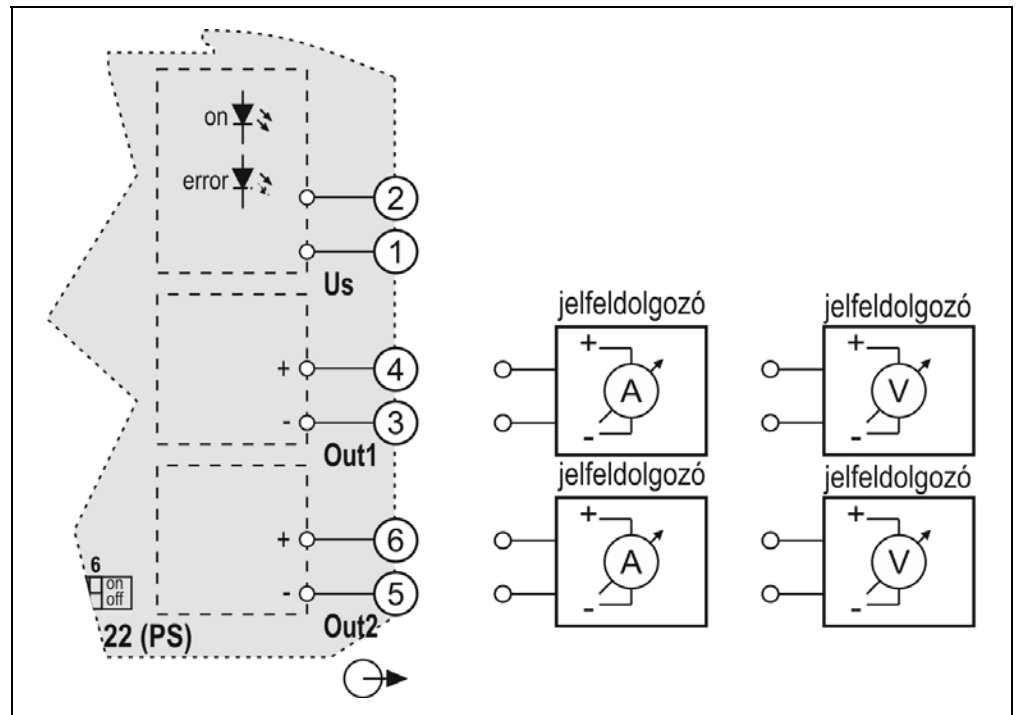 on
error
2
1
Us
+ 4
- 3
Out1
+ 6
- 5
Out2
6
on
off
22 (PS)
jelfeldolgozó
+
A
-
jelfeldolgozó
+
V
-
jelfeldolgozó
+
A
-
jelfeldolgozó
+
V
-